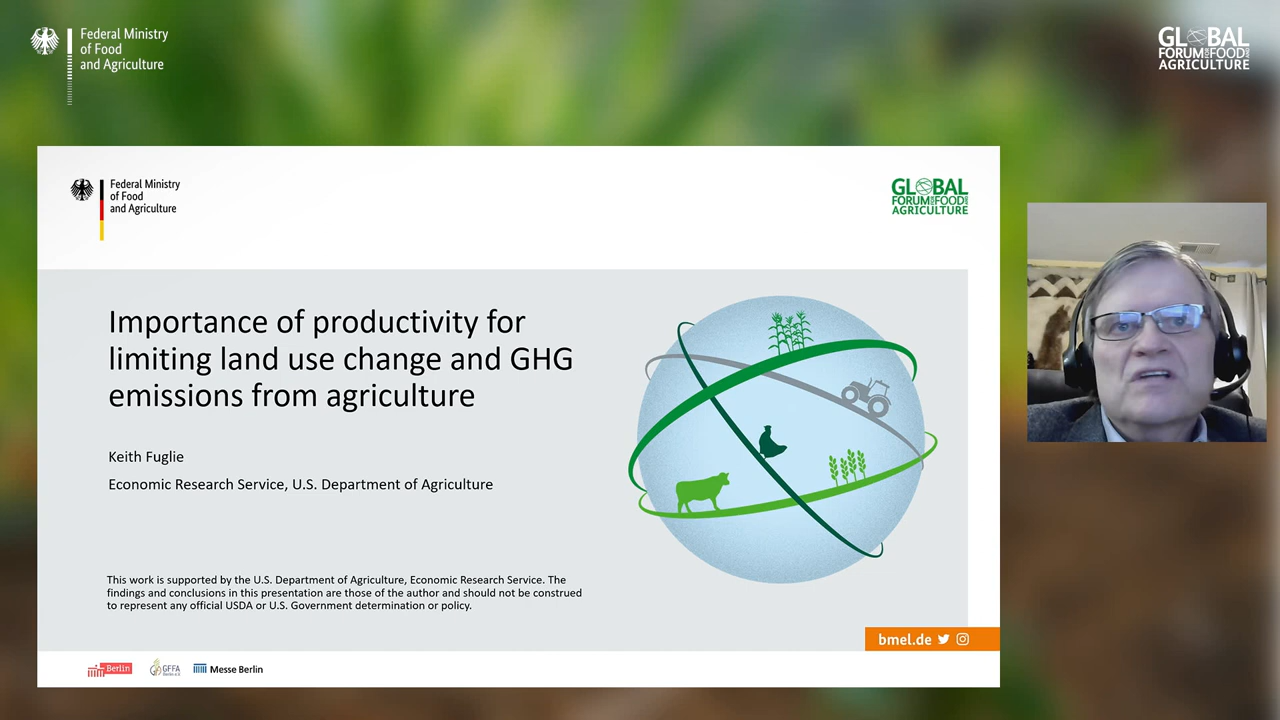 Federal Ministry
of Food
and Agriculture
GLOBAL
FORUM FOR FOOD AND
AGRICULTURE
Federal Ministry
of Food
and Agriculture
GLOBAL
FORUM FOR FOOD AND
AGRICULTURE
Importance of productivity for
limiting land use change and GHG
emissions from agriculture
Keith Fuglie
Economic Research Service, U.S. Department of Agriculture
This work is supported by the U.S. Department of Agriculture, Economic Research Service. The
findings and conclusions in this presentation are those of the author and should not be construed
to represent any official USDA or U.S. Government determination or policy.
bmel.de
Berlin
GFFA
Berlin e.V.
Messe Berlin